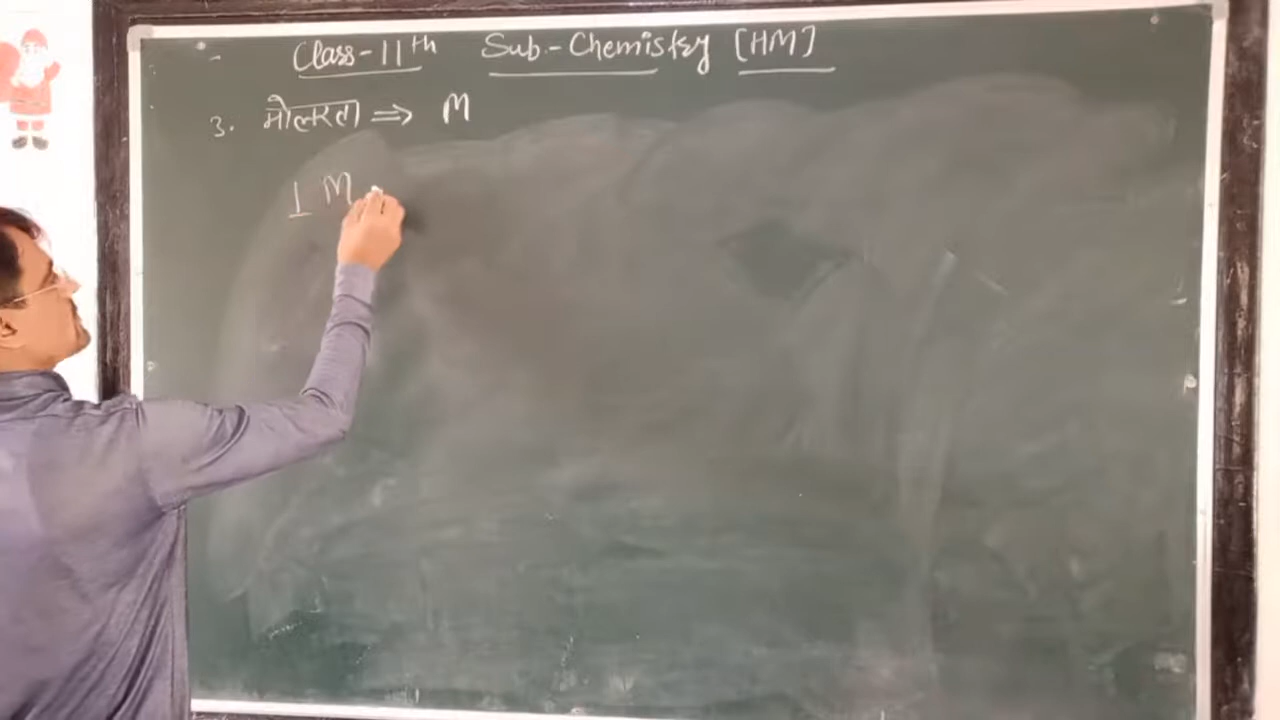 Class-11th Sub.-Chemistry [HM]
3. मोलरता ⇒ M
1 M